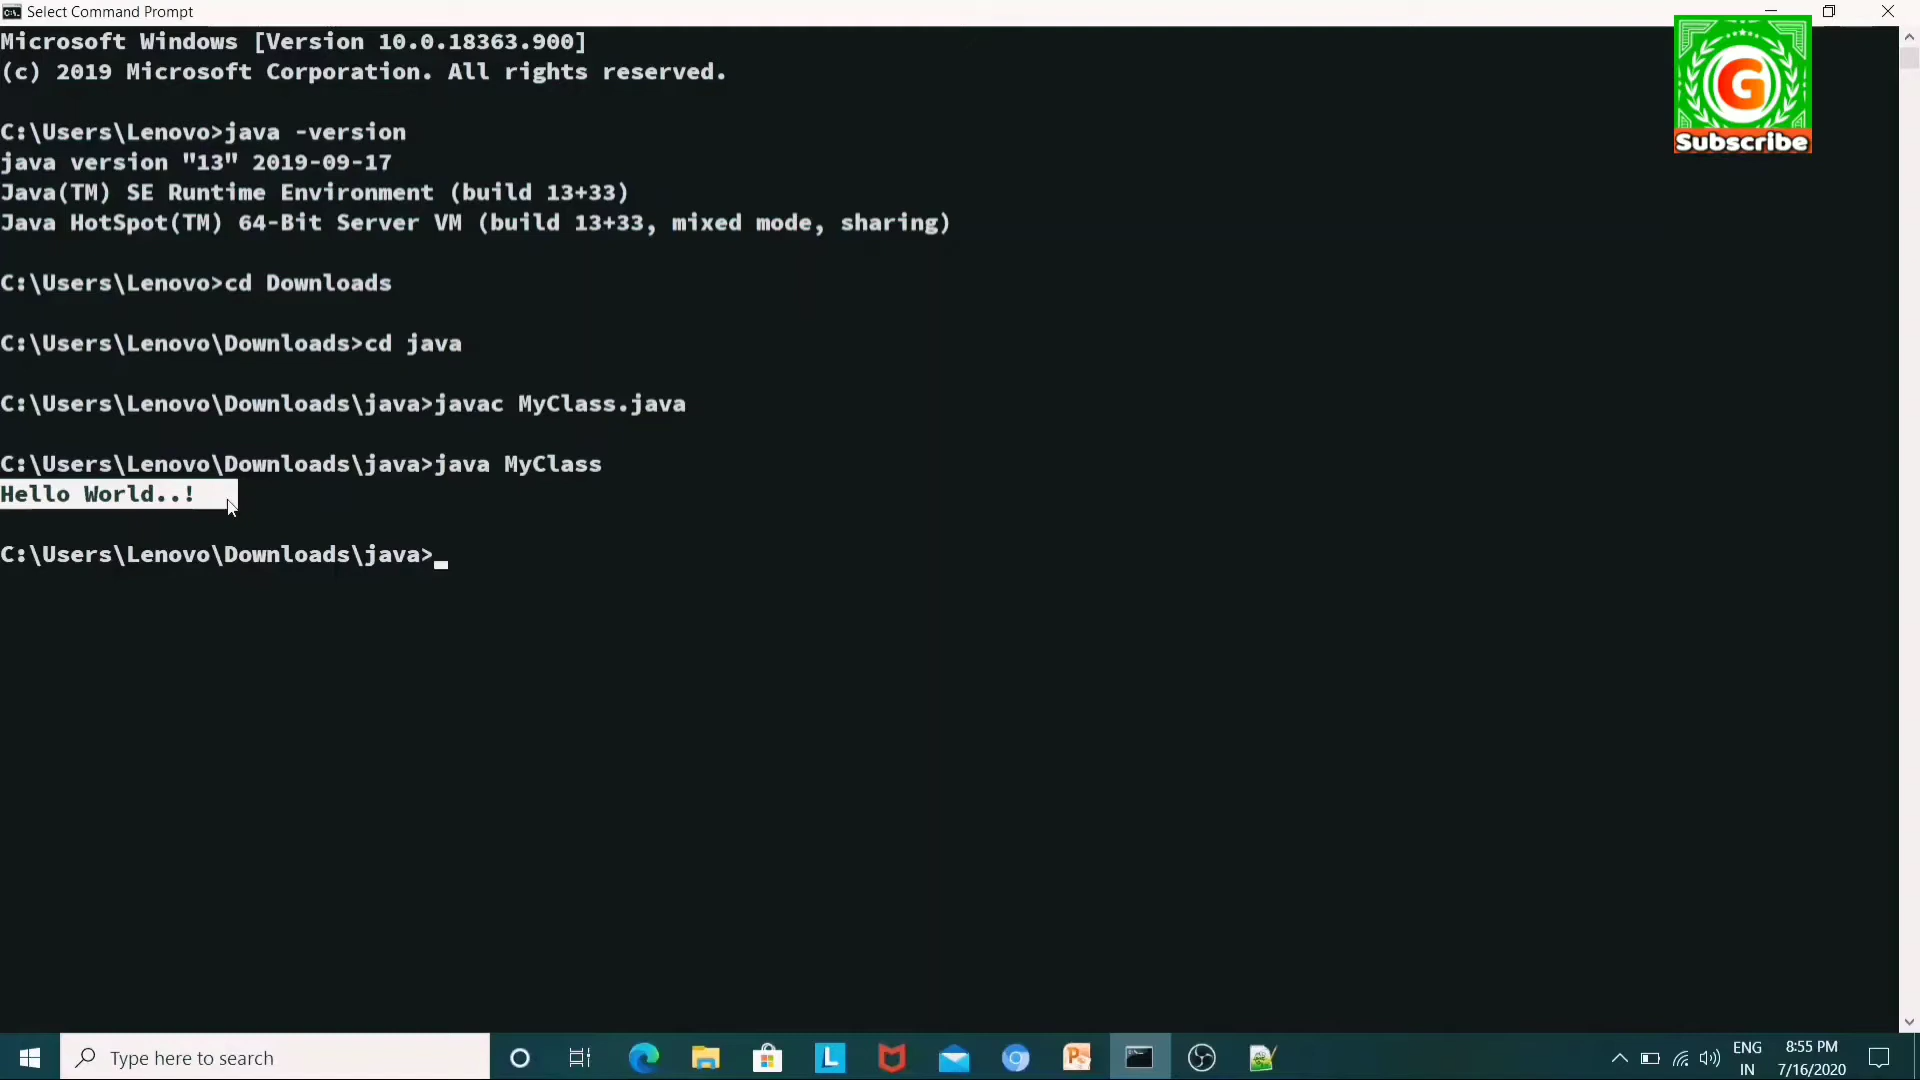 Select Command Prompt
Microsoft Windows [Version 10.0.18363.900]
(c) 2019 Microsoft Corporation. All rights reserved.
C:\Users\Lenovo>java -version
java version "13" 2019-09-17
Java(TM) SE Runtime Environment (build 13+33)
Java HotSpot(TM) 64-Bit Server VM (build 13+33, mixed mode, sharing)
C:\Users\Lenovo>cd Downloads
C:\Users\Lenovo\Downloads>cd java
C:\Users\Lenovo\Downloads\java>javac MyClass.java
C:\Users\Lenovo\Downloads\java>java MyClass
Hello World..!
C:\Users\Lenovo\Downloads\java>
G
Subscribe
Type here to search
L
P
ENG
IN
8:55 PM
7/16/2020